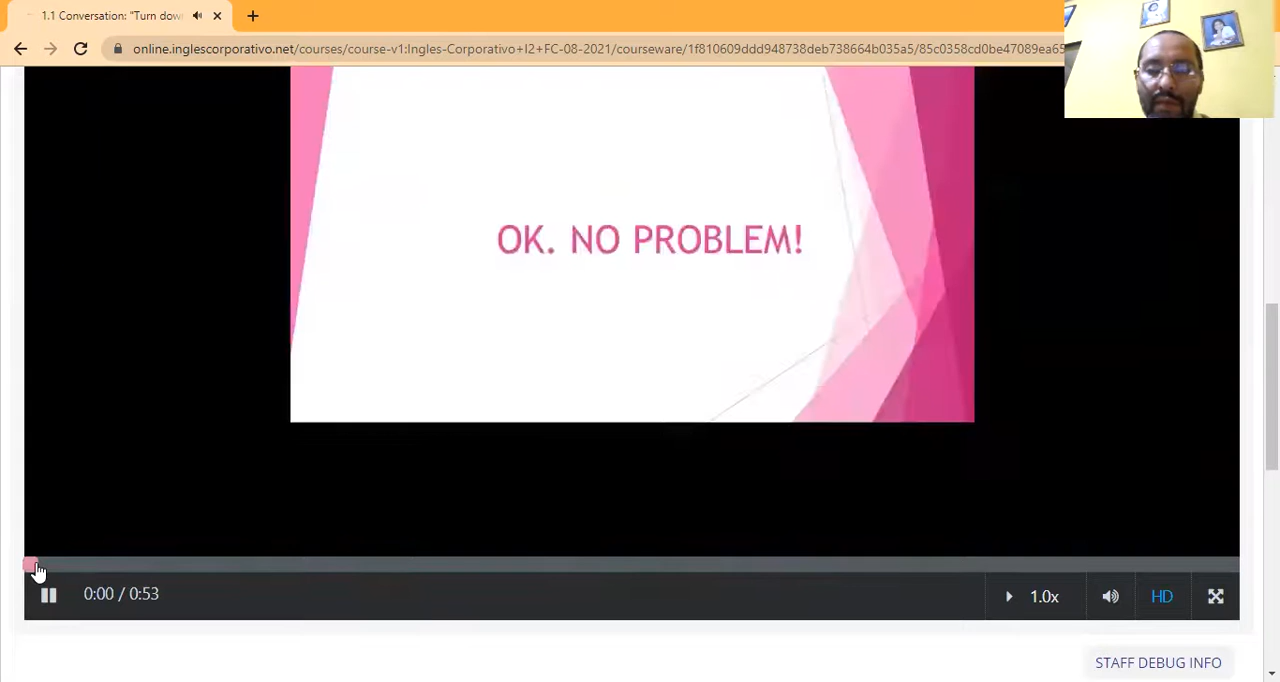 1.1 Conversation: "Turn dow
online.inglescorporativo.net/courses/course-v1:Ingles-Corporativo+I2+FC-08-2021/courseware/1f810609ddd948738deb738664b035a5/85c0358cd0be47089ea65
OK. NO PROBLEM!
0:00 / 0:53
1.0x
HD
STAFF DEBUG INFO